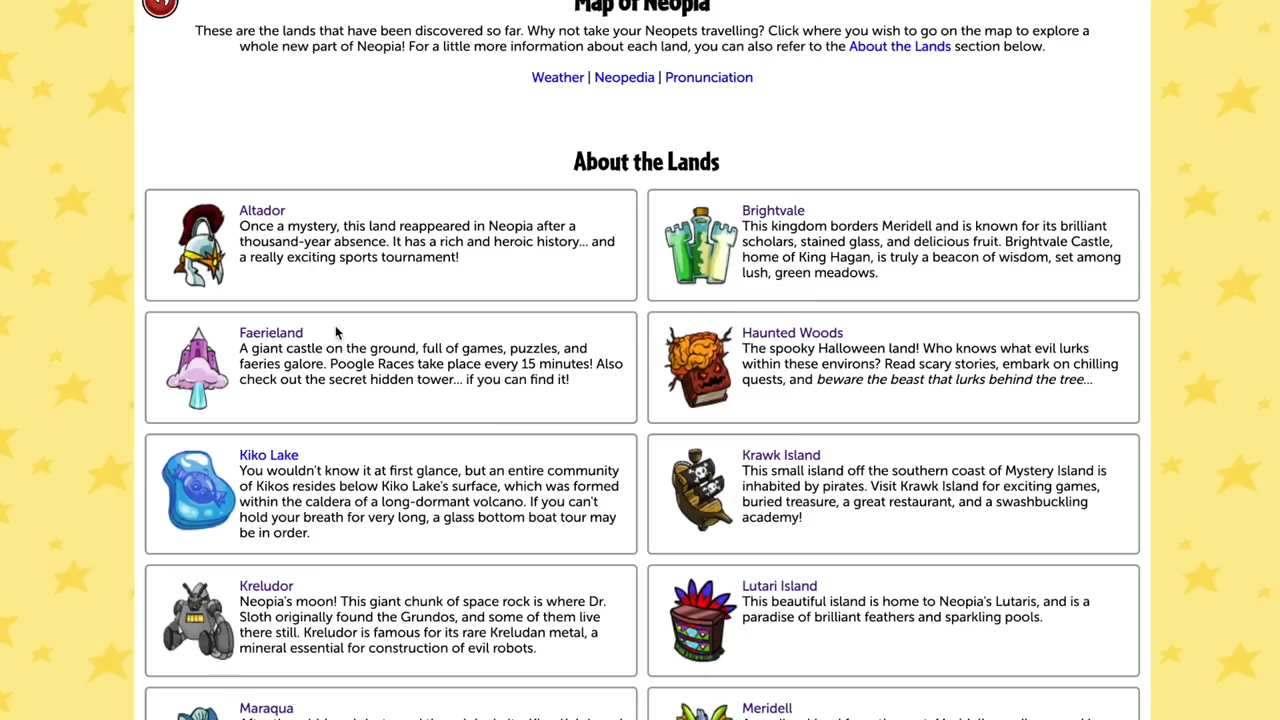 Map of Neopia
These are the lands that have been discovered so far. Why not take your Neopets travelling? Click where you wish to go on the map to explore a
whole new part of Neopia! For a little more information about each land, you can also refer to the About the Lands section below.
Weather | Neopedia | Pronunciation
About the Lands
Altador
Once a mystery, this land reappeared in Neopia after a
thousand-year absence. It has a rich and heroic history... and
a really exciting sports tournament!
Brightvale
This kingdom borders Meridell and is known for its brilliant
scholars, stained glass, and delicious fruit. Brightvale Castle,
home of King Hagan, is truly a beacon of wisdom, set among
lush, green meadows.
Faerieland
A giant castle on the ground, full of games, puzzles, and
faeries galore. Poogle Races take place every 15 minutes! Also
check out the secret hidden tower... if you can find it!
Haunted Woods
The spooky Halloween land! Who knows what evil lurks
within these environs? Read scary stories, embark on chilling
quests, and beware the beast that lurks behind the tree...
Kiko Lake
You wouldn't know it at first glance, but an entire community
of Kikos resides below Kiko Lake's surface, which was formed
within the caldera of a long-dormant volcano. If you can't
hold your breath for very long, a glass bottom boat tour may
be in order.
Krawk Island
This small island off the southern coast of Mystery Island is
inhabited by pirates. Visit Krawk Island for exciting games,
buried treasure, a great restaurant, and a swashbuckling
academy!
Kreludor
Neopia's moon! This giant chunk of space rock is where Dr.
Sloth originally found the Grundos, and some of them live
there still. Kreludor is famous for its rare Kreludan metal, a
mineral essential for construction of evil robots.
Lutari Island
This beautiful island is home to Neopia's Lutaris, and is a
paradise of brilliant feathers and sparkling pools.
Maraqua
Meridell